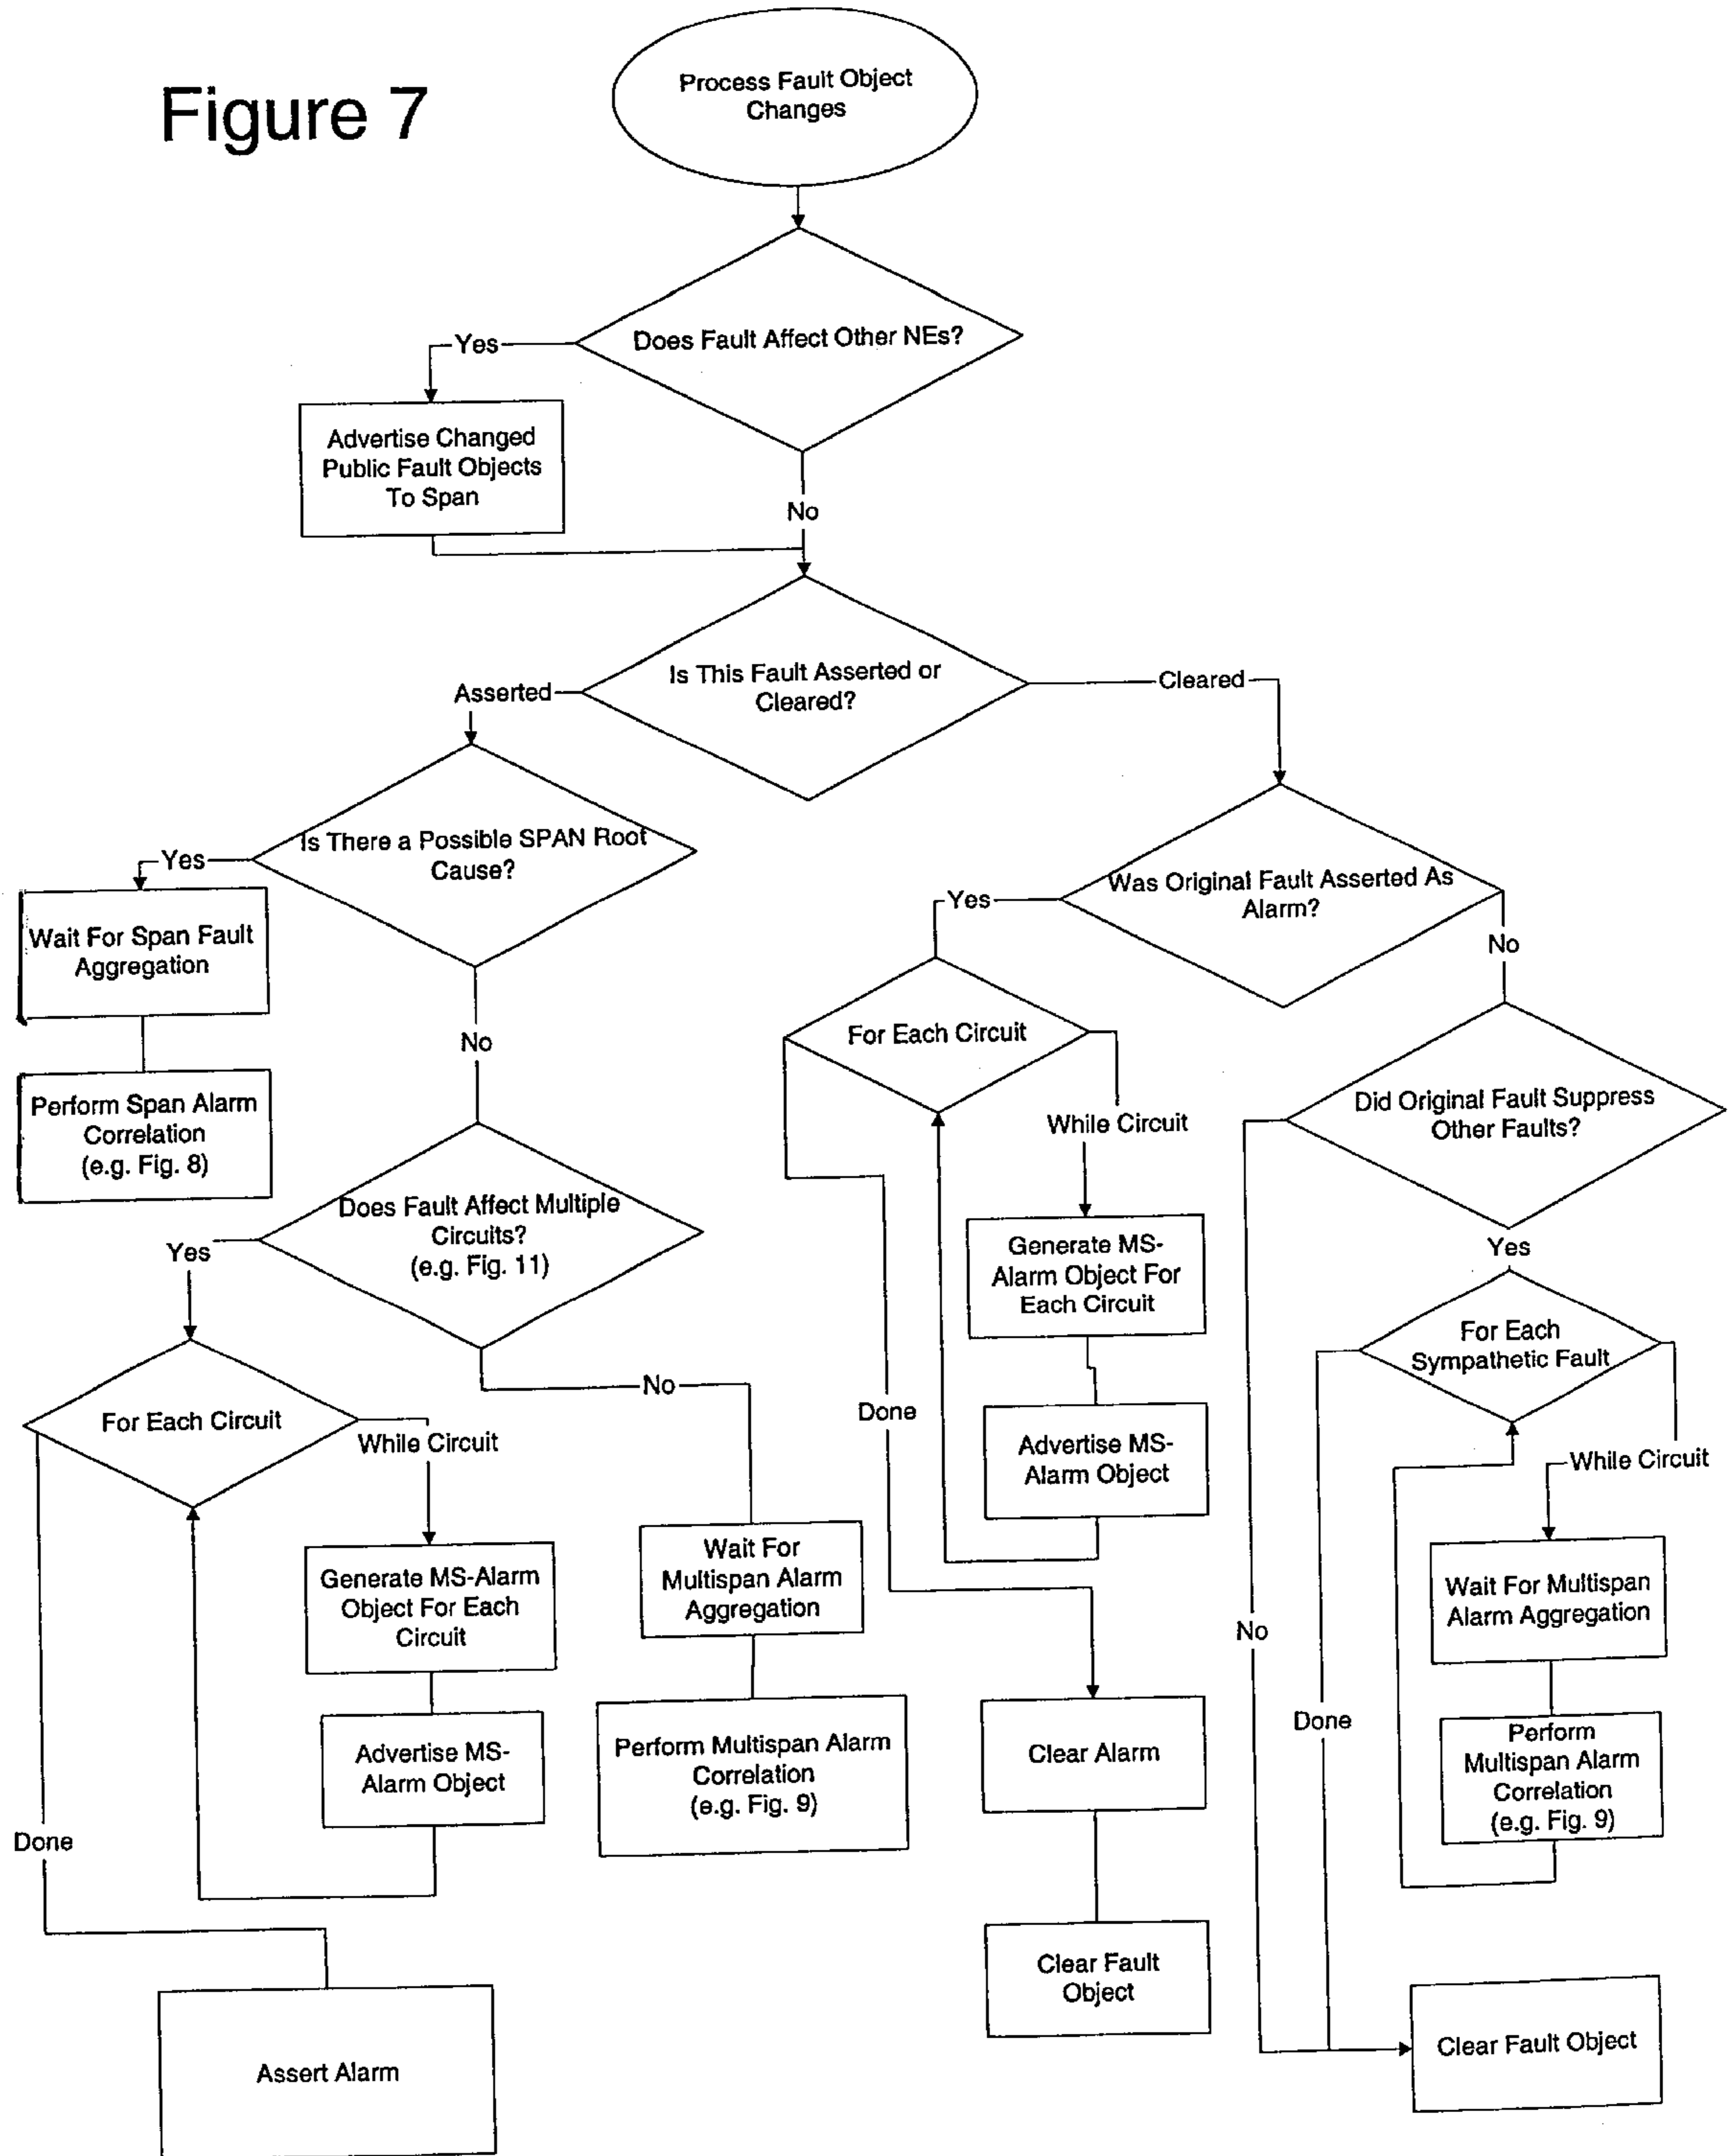 Figure 7
Process Fault Object
Changes
Does Fault Affect Other NEs?
Yes
Advertise Changed
Public Fault Objects
To Span
No
Is This Fault Asserted or
Cleared?
Asserted
Cleared
Is There a Possible SPAN Root
Cause?
Yes
Wait For Span Fault
Aggregation
No
Perform Span Alarm
Correlation
(e.g. Fig. 8)
Does Fault Affect Multiple
Circuits?
(e.g. Fig. 11)
Yes
No
For Each Circuit
While Circuit
Generate MS-Alarm
Object For Each
Circuit
Advertise MS-
Alarm Object
Done
Assert Alarm
Wait For
Multispan Alarm
Aggregation
Perform Multispan Alarm
Correlation
(e.g. Fig. 9)
Was Original Fault Asserted As
Alarm?
Yes
No
For Each Circuit
While Circuit
Generate MS-
Alarm Object For
Each Circuit
Advertise MS-
Alarm Object
Done
Clear Alarm
Clear Fault
Object
Did Original Fault Suppress
Other Faults?
Yes
No
For Each
Sympathetic Fault
While Circuit
Wait For Multispan
Alarm Aggregation
Perform
Multispan Alarm
Correlation
(e.g. Fig. 9)
Done
Clear Fault Object